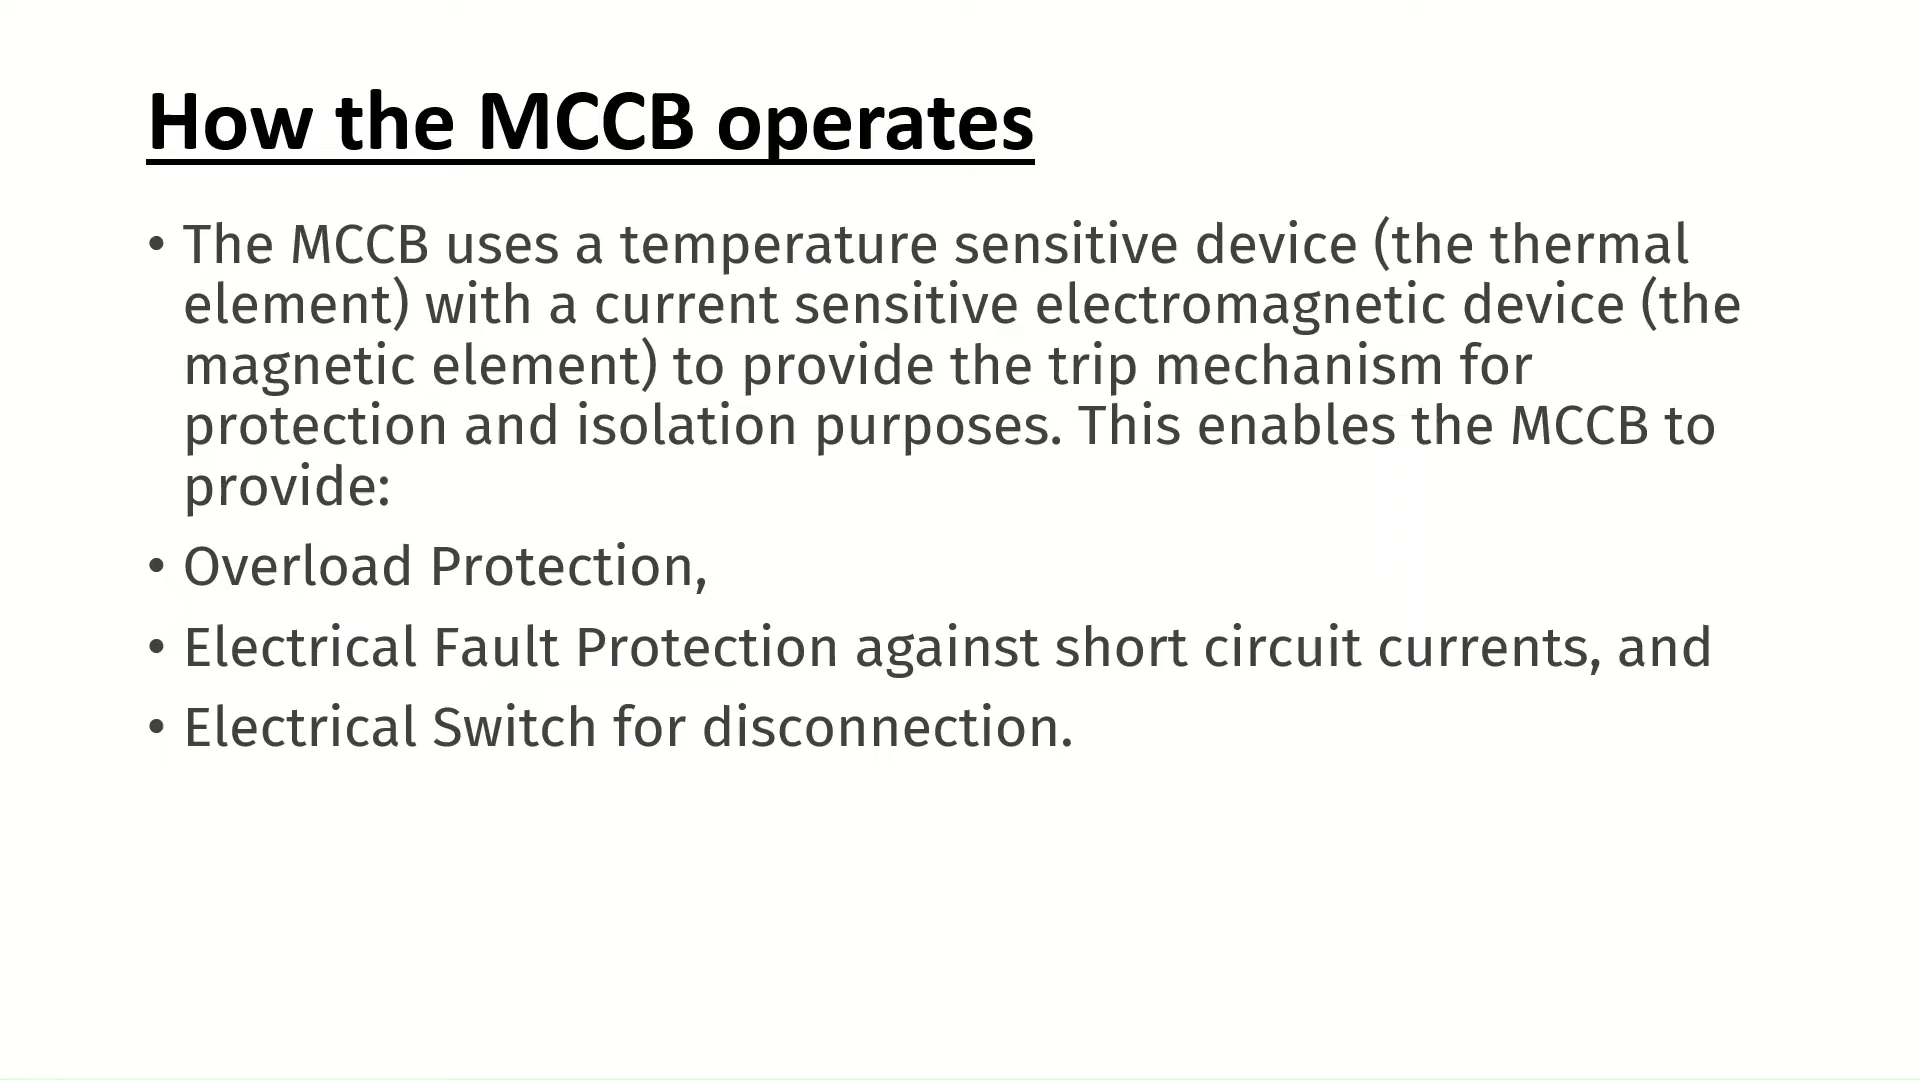 How the MCCB operates
• The MCCB uses a temperature sensitive device (the thermal
element) with a current sensitive electromagnetic device (the
magnetic element) to provide the trip mechanism for
protection and isolation purposes. This enables the MCCB to
provide:
• Overload Protection,
• Electrical Fault Protection against short circuit currents, and
• Electrical Switch for disconnection.